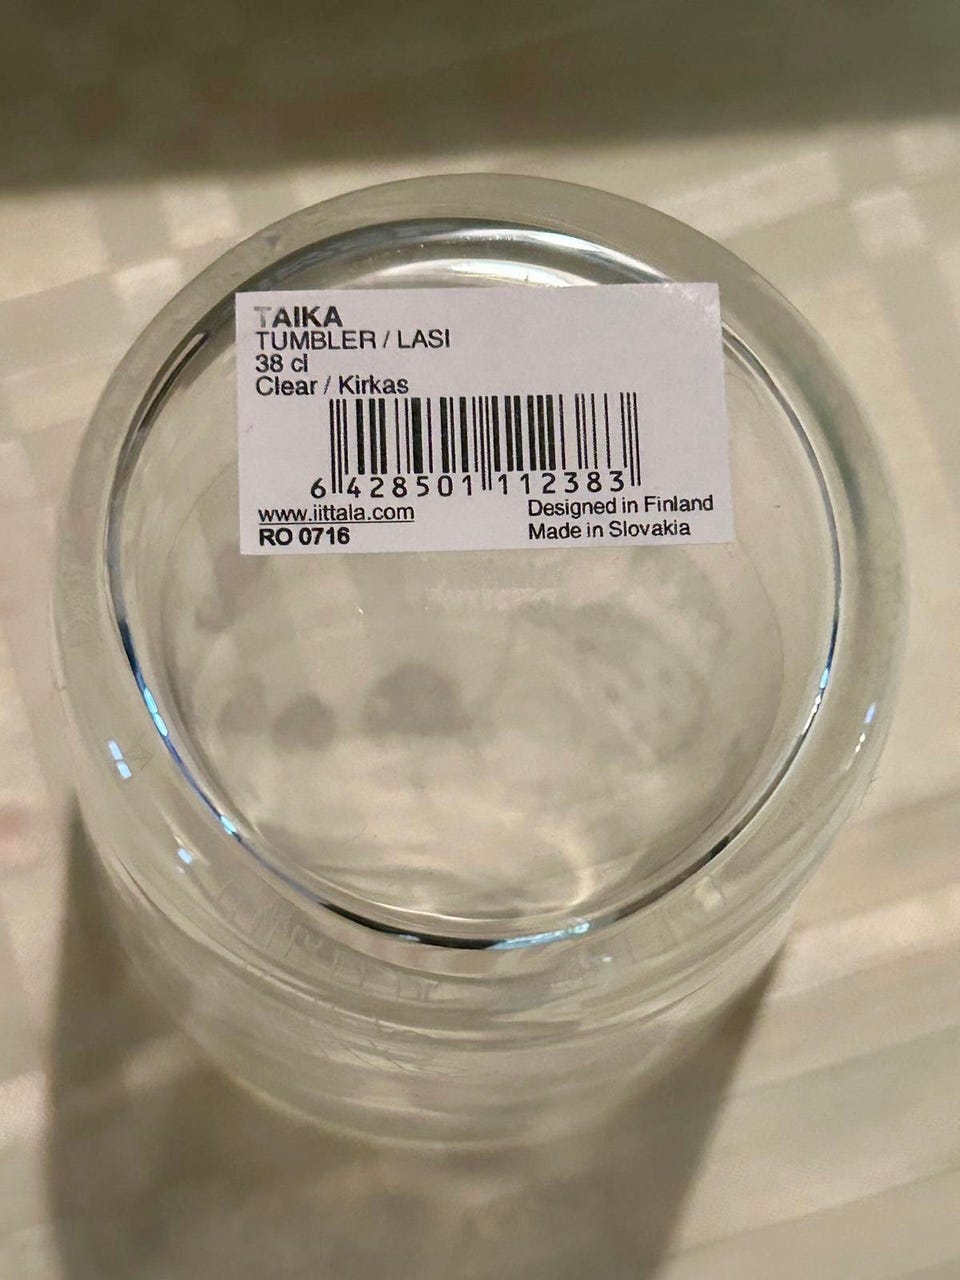 TAIKA
TUMBLER / LASI
38 cl
Clear / Kirkas
6 428501 112383
www.iittala.com
RO 0716
Designed in Finland
Made in Slovakia